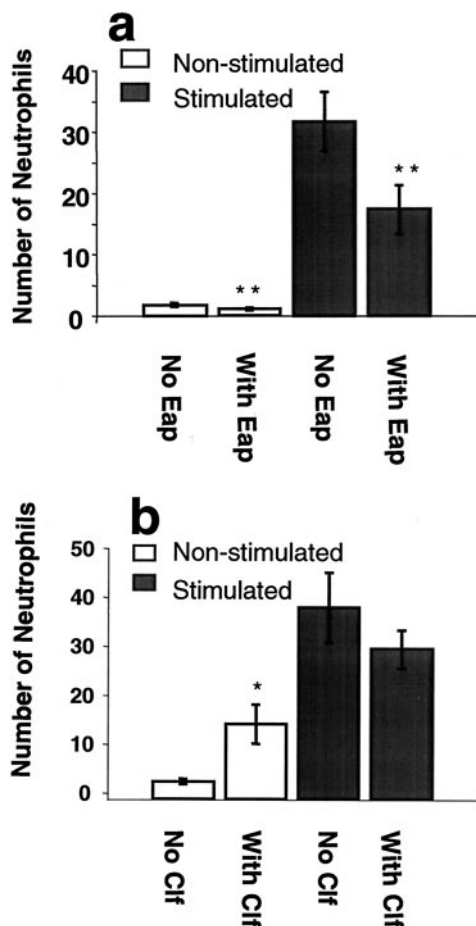 a
Non-stimulated
Stimulated
Number of Neutrophils
40
30
20
10
0
* *
* *
No Eap
With Eap
No Eap
With Eap
b
Non-stimulated
Stimulated
Number of Neutrophils
50
40
30
20
10
0
*
No Clf
With Clf
No Clf
With Clf